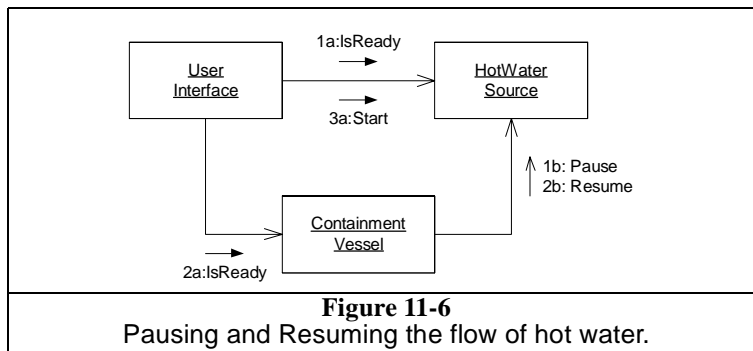 1a:IsReady
User
Interface
HotWater
Source
3a:Start
1b: Pause
2b: Resume
Containment
Vessel
2a:IsReady
Figure 11-6
Pausing and Resuming the flow of hot water.